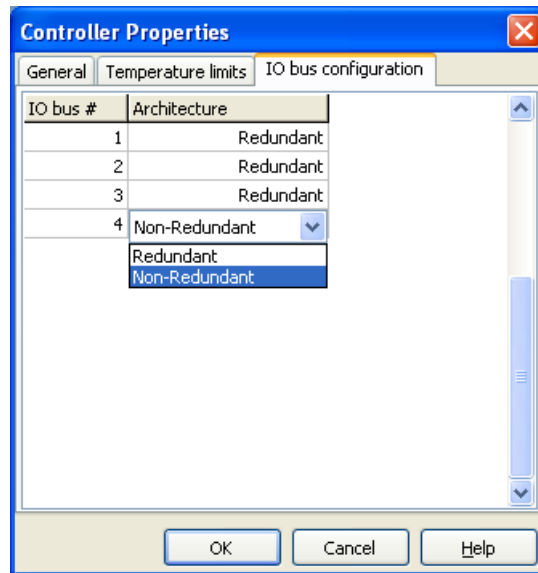 Controller Properties
General Temperature limits IO bus configuration
IO bus # Architecture
1 Redundant
2 Redundant
3 Redundant
4 Non-Redundant
Redundant
Non-Redundant
OK Cancel Help